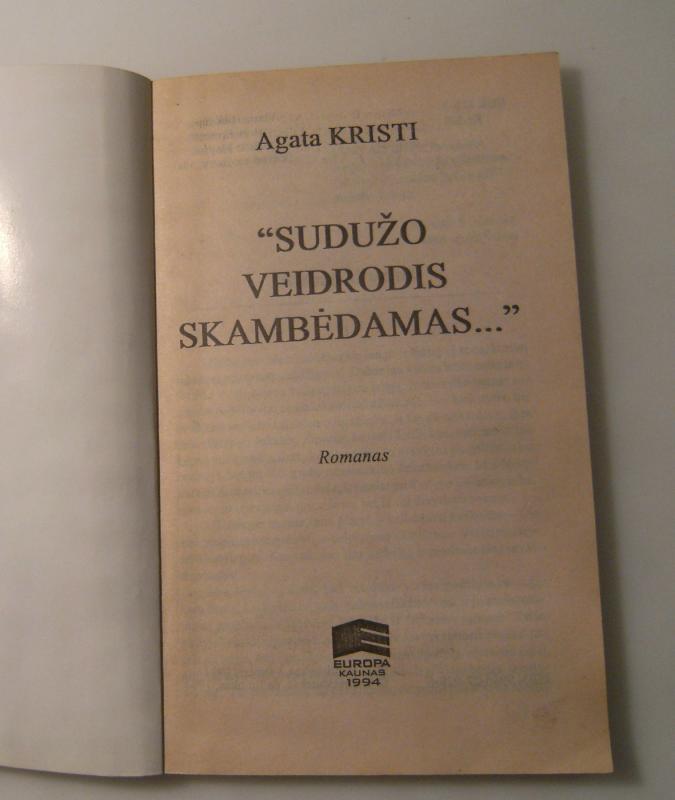 Agata KRISTI
“SUDUŽO
VEIDRODIS
SKAMBĖDAMAS...”
Romanas
EUROPA
KAUNAS
1994